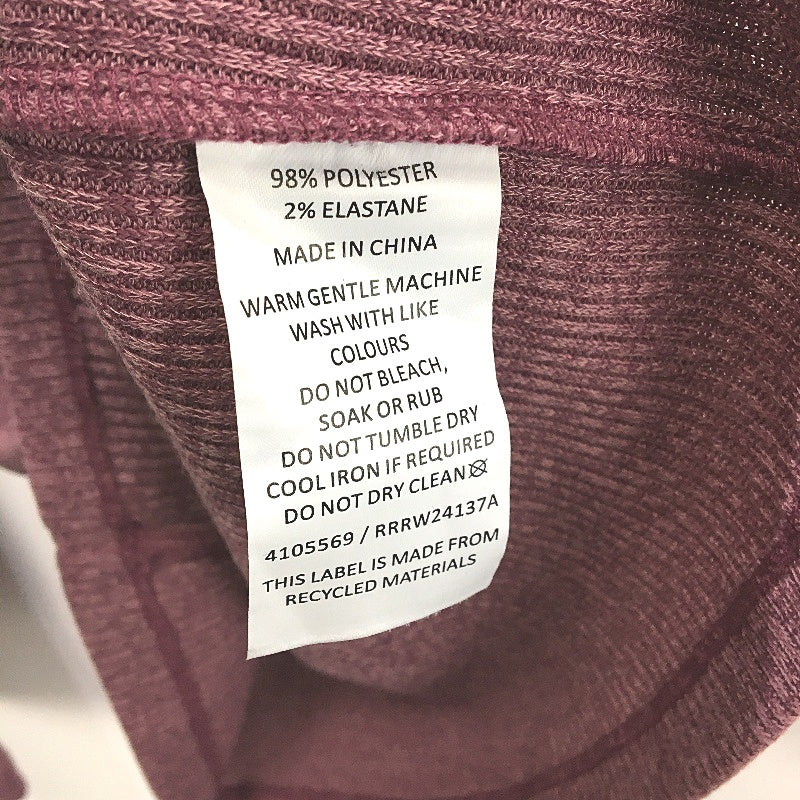 98% POLYESTER
2% ELASTANE
MADE IN CHINA
WARM GENTLE MACHINE
WASH WITH LIKE
COLOURS
DO NOT BLEACH,
SOAK OR RUB
DO NOT TUMBLE DRY
COOL IRON IF REQUIRED
DO NOT DRY CLEAN
4105569 / RRRW24137A
THIS LABEL IS MADE FROM
RECYCLED MATERIALS